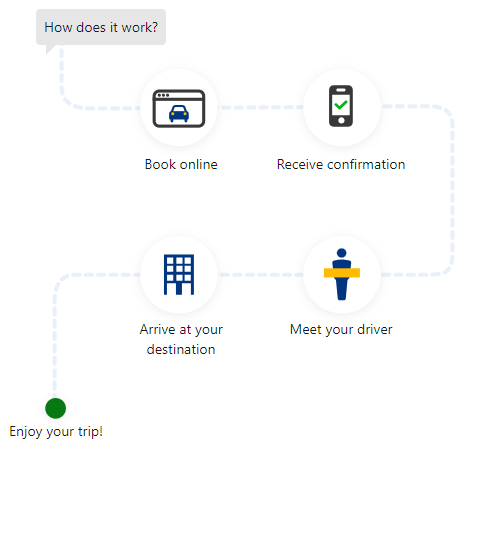 How does it work?
Book online
Receive confirmation
Meet your driver
Arrive at your
destination
Enjoy your trip!